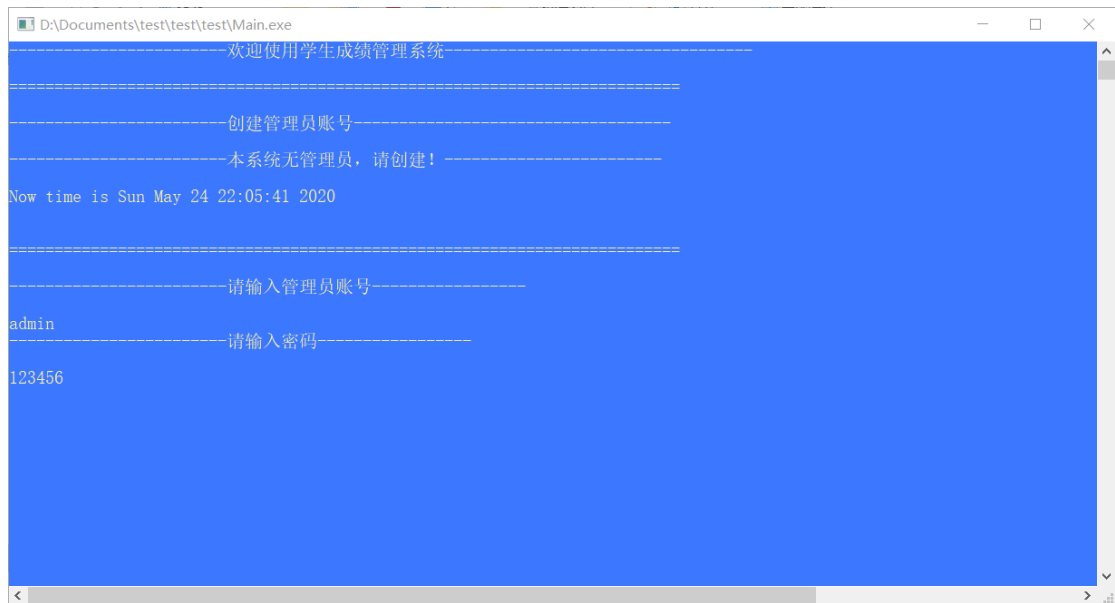 D:\Documents\test\test\test\Main.exe
------------------------欢迎使用学生成绩管理系统----------------------------------
==========================================================================
------------------------创建管理员账号-----------------------------------
------------------------本系统无管理员，请创建！------------------------
Now time is Sun May 24 22:05:41 2020
==========================================================================
------------------------请输入管理员账号-----------------
admin
------------------------请输入密码-----------------
123456